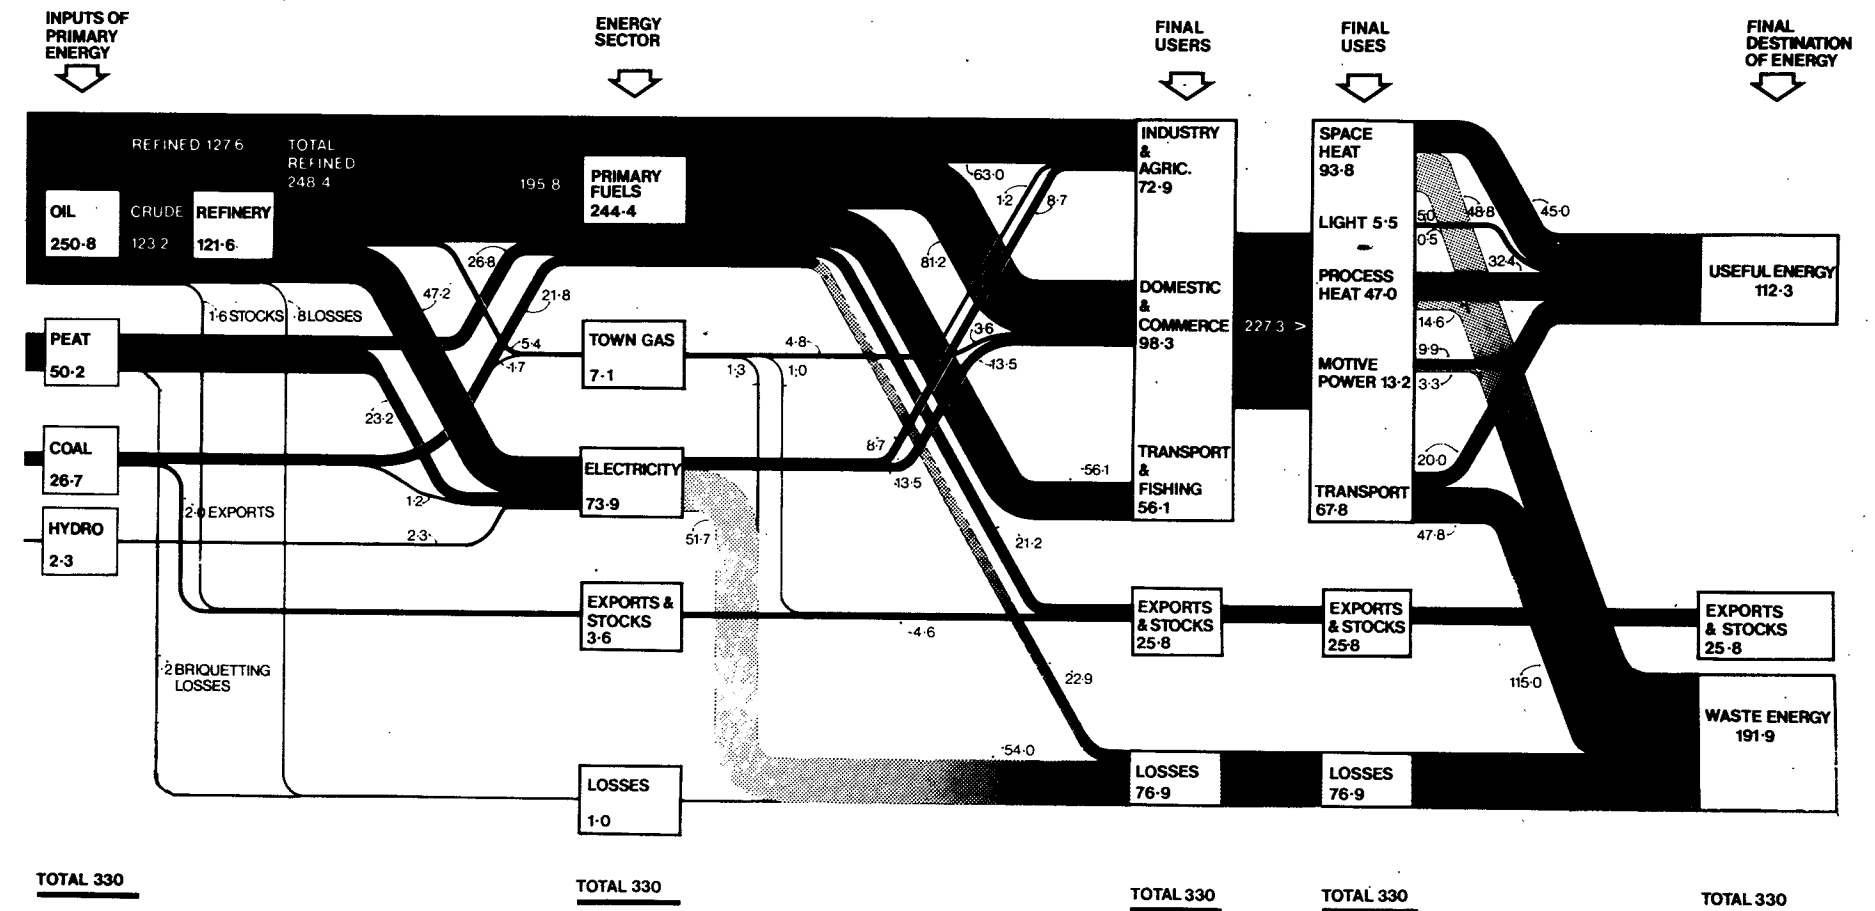 INPUTS OF
PRIMARY
ENERGY
ENERGY
SECTOR
FINAL
USERS
FINAL
USES
FINAL
DESTINATION
OF ENERGY
REFINED 127·6
TOTAL
REFINED
248·4
OIL
250·8
CRUDE
123·2
REFINERY
121·6
195·8
PRIMARY
FUELS
244·4
63·0
1·2
8·7
INDUSTRY
&
AGRIC.
72·9
SPACE
HEAT
93·8
5·0
48·8
45·0
LIGHT 5·5
0·5
32·4
26·8
47·2
21·8
81·2
1·6 STOCKS
·8 LOSSES
PEAT
50·2
5·4
1·7
TOWN GAS
7·1
4·8
1·3
1·0
3·6
13·5
DOMESTIC
&
COMMERCE
98·3
227·3 >
PROCESS
HEAT 47·0
14·6
9·9
MOTIVE
POWER 13·2
3·3
USEFUL ENERGY
112·3
23·2
COAL
26·7
1·2
2·0 EXPORTS
ELECTRICITY
73·9
8·7
13·5
51·7
56·1
TRANSPORT
&
FISHING
56·1
20·0
TRANSPORT
67·8
47·8
HYDRO
2·3
2·3
21·2
EXPORTS &
STOCKS
3·6
4·6
EXPORTS
& STOCKS
25·8
EXPORTS
& STOCKS
25·8
EXPORTS
& STOCKS
25·8
·2 BRIQUETTING
LOSSES
22·9
115·0
54·0
LOSSES
1·0
LOSSES
76·9
LOSSES
76·9
WASTE ENERGY
191·9
TOTAL 330
TOTAL 330
TOTAL 330
TOTAL 330
TOTAL 330